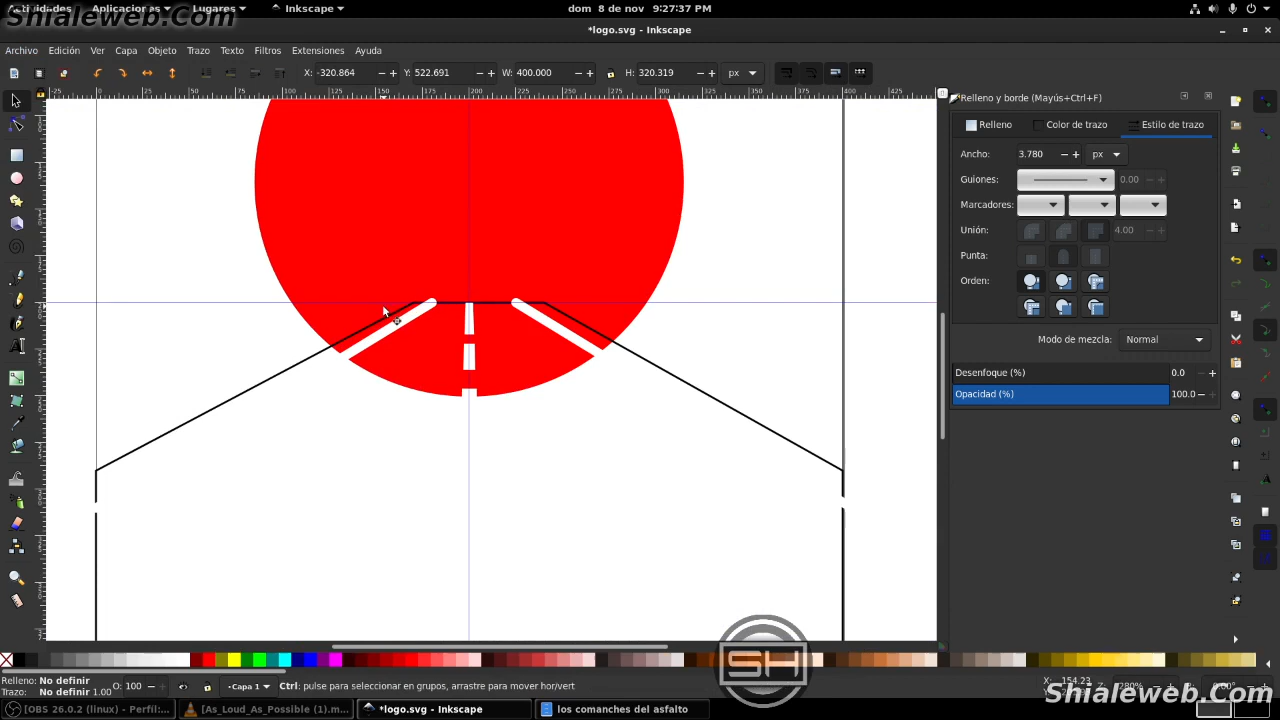 Actividades Aplicaciones Lugares Inkscape dom 8 de nov 9:27:37 PM
Shialeweb.Com
*logo.svg - Inkscape
Archivo Edición Ver Capa Objeto Trazo Texto Filtros Extensiones Ayuda
X: -320.864 − + Y: 522.691 − + W: 400.000 − + H: 320.319 − + px
Relleno y borde (Mayús+Ctrl+F)
Relleno Color de trazo Estilo de trazo
Ancho: 3.780 − + px
Guiones: 0.00 − +
Marcadores:
Unión: 4.00 − +
Punta:
Orden:
Modo de mezcla: Normal
Desenfoque (%) 0.0 − +
Opacidad (%) 100.0 − +
SH
Relleno: No definir
Trazo: No definir 1.00
O: 100 − +
-Capa 1
Ctrl: pulse para seleccionar en grupos, arrastre para mover hor/vert
X: 154.23
Shialeweb.Com
[OBS 26.0.2 (linux) - Perfil:...
[As_Loud_As_Possible (1).m...
*logo.svg - Inkscape
los comanches del asfalto